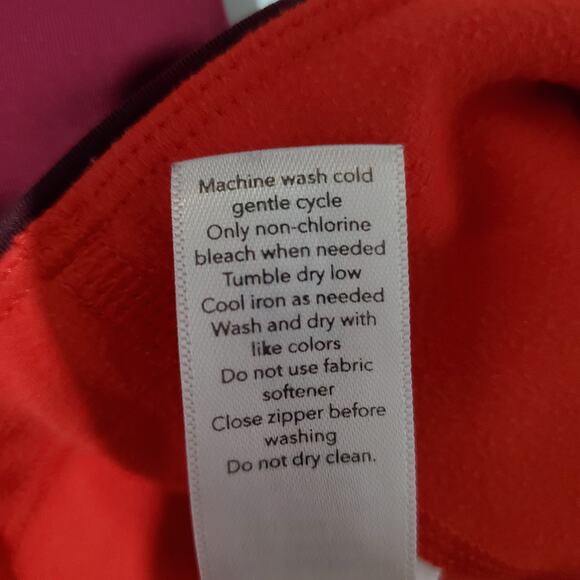 Machine wash cold
gentle cycle
Only non-chlorine
bleach when needed
Tumble dry low
Cool iron as needed
Wash and dry with
like colors
Do not use fabric
softener
Close zipper before
washing
Do not dry clean.